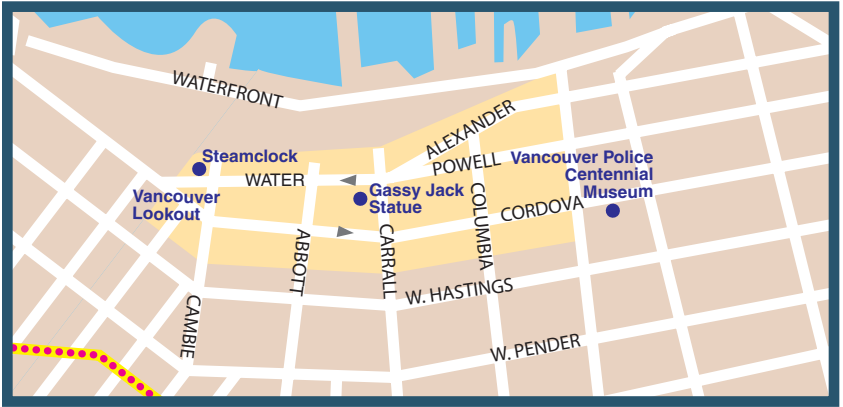 WATERFRONT
ALEXANDER
Steamclock
POWELL
Vancouver Police
Centennial
Museum
WATER
Gassy Jack
Statue
Vancouver
Lookout
COLUMBIA
CORDOVA
ABBOTT
CARRALL
W. HASTINGS
CAMBIE
W. PENDER